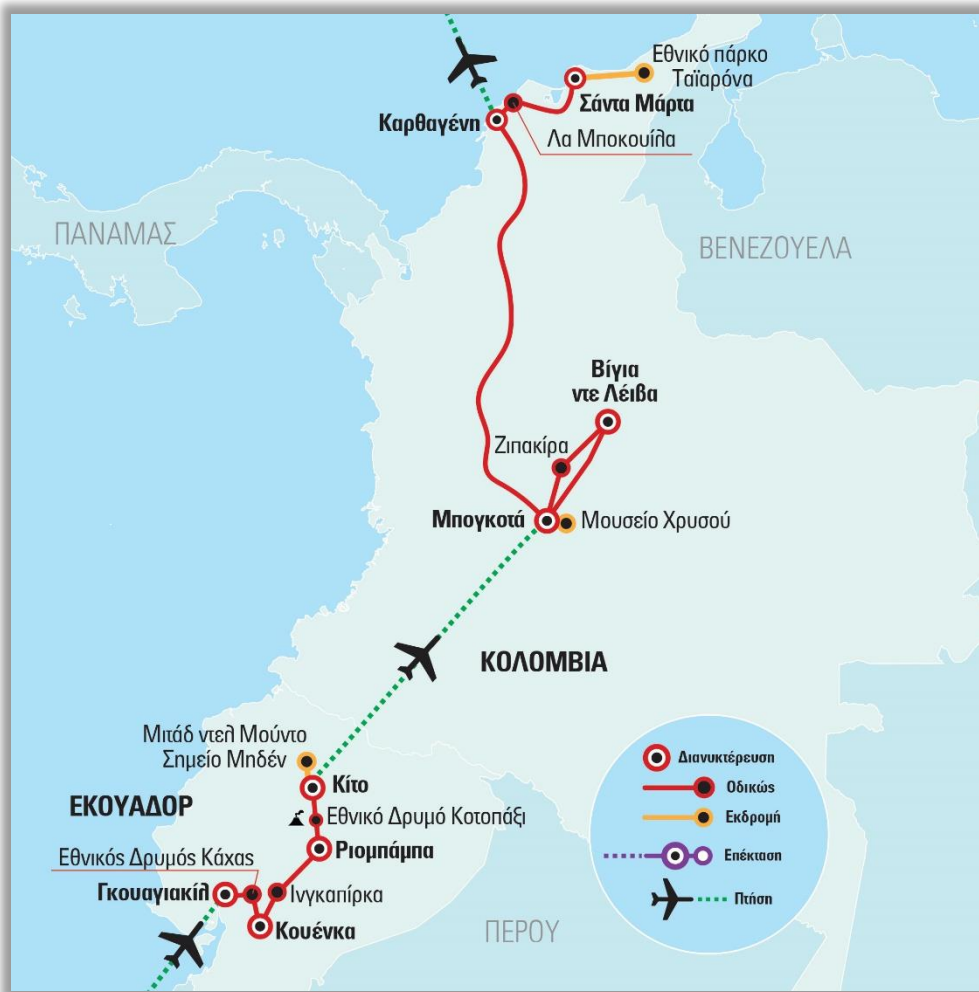 Εθνικό πάρκο
Ταϊαρόνα
Σάντα Μάρτα
Καρθαγένη
Λα Μποκουίλα
ΠΑΝΑΜΑΣ
ΒΕΝΕΖΟΥΕΛΑ
Βίγια
ντε Λέιβα
Ζιπακίρα
Μπογκοτά
Μουσείο Χρυσού
ΚΟΛΟΜΒΙΑ
Μιτάδ ντελ Μούντο
Σημείο Μηδέν
Κίτο
ΕΚΟΥΑΔΟΡ
Εθνικό Δρυμό Κοτοπάξι
Ριομπάμπα
Εθνικός Δρυμός Κάχας
Γκουαγιακίλ
Ινγκαπίρκα
Κουένκα
ΠΕΡΟΥ
Διανυκτέρευση
Οδικώς
Εκδρομή
Επέκταση
Πτήση